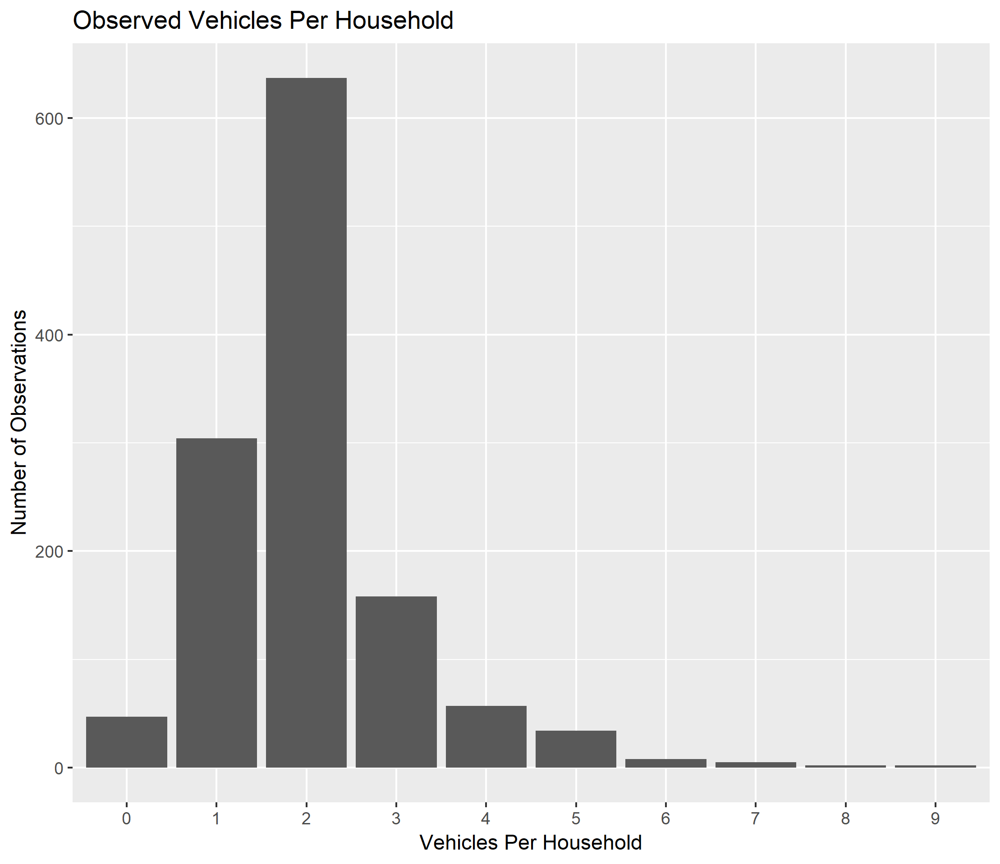 Observed Vehicles Per Household
Number of Observations
600
400
200
0
0 1 2 3 4 5 6 7 8 9
Vehicles Per Household